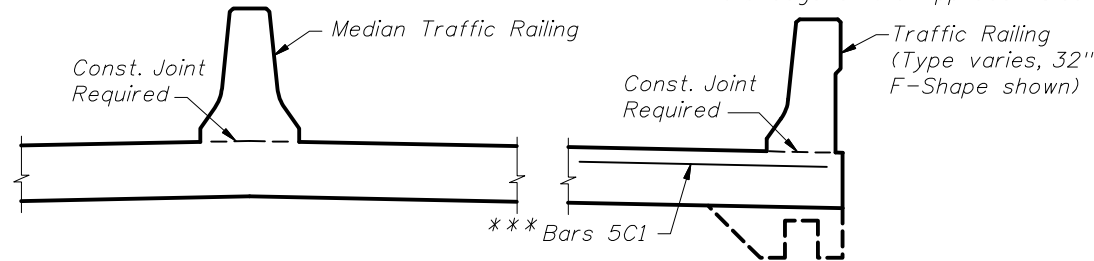 Median Traffic Railing
Const. Joint
Required
Traffic Railing
(Type varies, 32"
F-Shape shown)
Const. Joint
Required
*** Bars 5C1